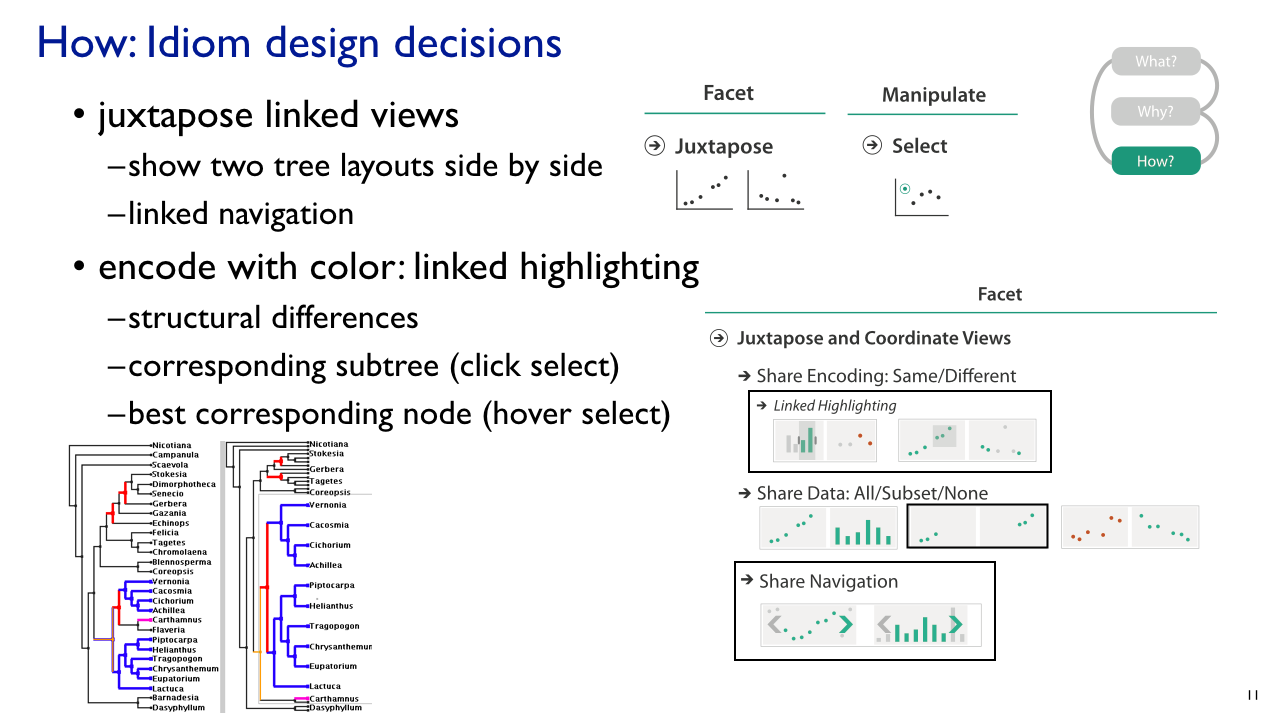 How: Idiom design decisions
• juxtapose linked views
–show two tree layouts side by side
–linked navigation
• encode with color: linked highlighting
–structural differences
–corresponding subtree (click select)
–best corresponding node (hover select)
Facet
Juxtapose
Manipulate
Select
What?
Why?
How?
Facet
Juxtapose and Coordinate Views
Share Encoding: Same/Different
Linked Highlighting
Share Data: All/Subset/None
Share Navigation
Nicotiana
Campanula
Scaevola
Stokesia
Dimorphotheca
Senecio
Gerbera
Gazania
Echinops
Felicia
Tagetes
Chromolaena
Blennosperma
Coreopsis
Vernonia
Cacosmia
Cichorium
Achillea
Carthamnus
Flaveria
Piptocarpa
Helianthus
Tragopogon
Chrysanthemum
Eupatorium
Lactuca
Barnadesia
Dasyphyllum
Nicotiana
Stokesia
Gerbera
Tagetes
Coreopsis
Vernonia
Cacosmia
Cichorium
Achillea
Piptocarpa
Helianthus
Tragopogon
Chrysanthemur
Eupatorium
Lactuca
Carthamnus
Dasyphyllum
11